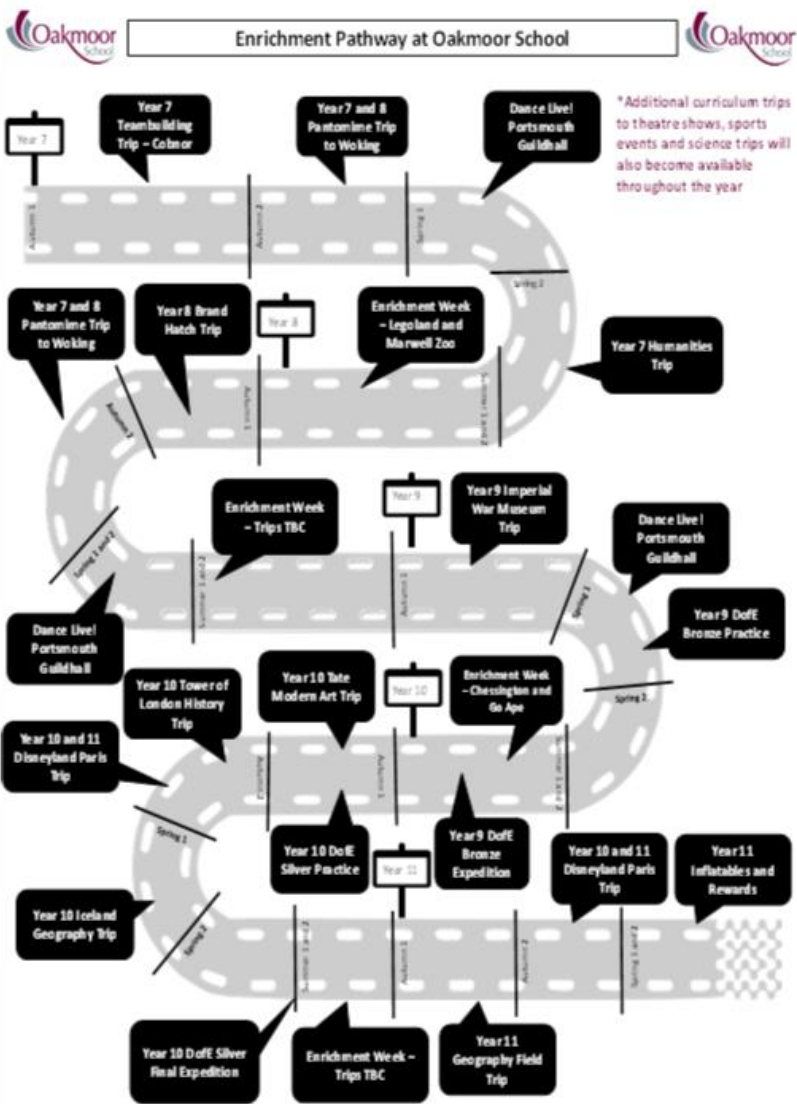 Oakmoor
School
Enrichment Pathway at Oakmoor School
Oakmoor
School
Year 7
Year 7
Teambuilding
Trip – Cobnor
Year 7 and 8
Pantomime Trip
to Woking
Dance Live!
Portsmouth
Guildhall
*Additional curriculum trips
to theatre shows, sports
events and science trips will
also become available
throughout the year
Autumn 1
Autumn 2
Spring 1
Spring 2
Year 7 and 8
Pantomime Trip
to Woking
Year 8 Brand
Hatch Trip
Year 8
Enrichment Week
– Legoland and
Marwell Zoo
Year 7 Humanities
Trip
Autumn 2
Autumn 1
Summer 1 and 2
Enrichment Week
– Trips TBC
Year 9
Year 9 Imperial
War Museum
Trip
Dance Live!
Portsmouth
Guildhall
Spring 1 and 2
Summer 1 and 2
Autumn 1
Spring 1
Year 9 DofE
Bronze Practice
Dance Live!
Portsmouth
Guildhall
Year 10 Tower of
London History
Trip
Year 10 Tate
Modern Art Trip
Year 10
Enrichment Week
– Chessington and
Go Ape
Spring 2
Year 10 and 11
Disneyland Paris
Trip
Autumn 2
Autumn 1
Summer 1 and 2
Spring 1
Year 10 DofE
Silver Practice
Year 11
Year 9 DofE
Bronze
Expedition
Year 10 and 11
Disneyland Paris
Trip
Year 11
Inflatables and
Rewards
Year 10 Iceland
Geography Trip
Spring 2
Summer 1 and 2
Autumn 1
Autumn 2
Spring 1 and 2
Year 10 DofE Silver
Final Expedition
Enrichment Week –
Trips TBC
Year 11
Geography Field
Trip